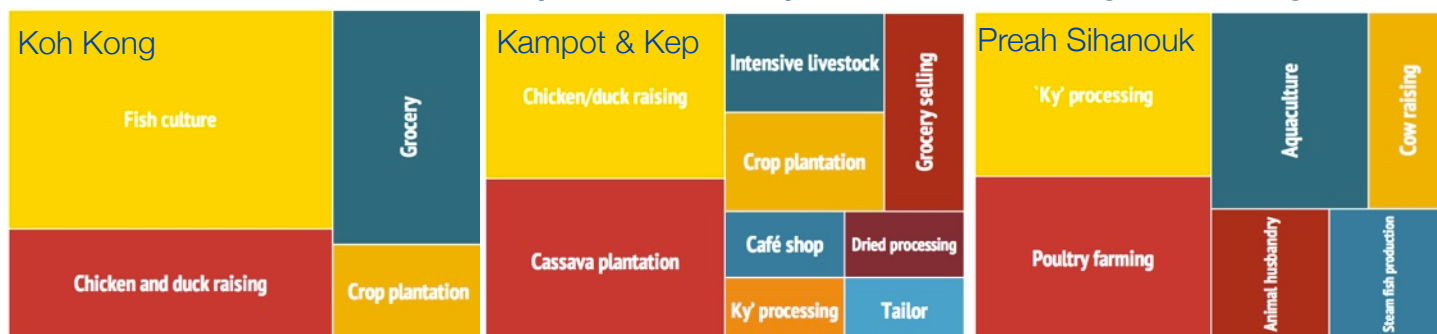 Koh Kong
Fish culture
Grocery
Chicken and duck raising
Crop plantation
Kampot & Kep
Chicken/duck raising
Intensive livestock
Grocery selling
Crop plantation
Cassava plantation
Café shop
Dried processing
Ky' processing
Tailor
Preah Sihanouk
`Ky' processing
Aquaculture
Cow raising
Poultry farming
Animal husbandry
Steam fish production